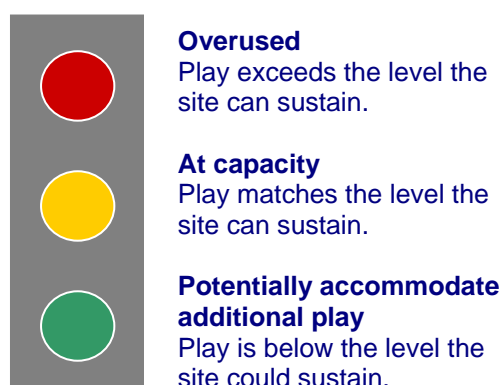 Overused
Play exceeds the level the
site can sustain.
At capacity
Play matches the level the
site can sustain.
Potentially accommodate
additional play
Play is below the level the
site could sustain.